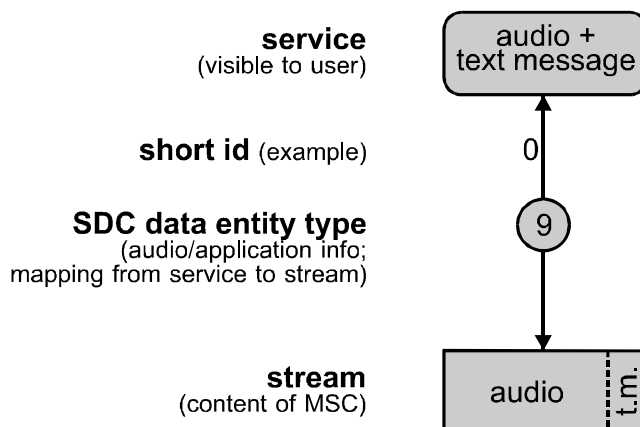 service
(visible to user)
audio +
text message
short id (example)
0
SDC data entity type
(audio/application info;
mapping from service to stream)
9
stream
(content of MSC)
audio
t.m.